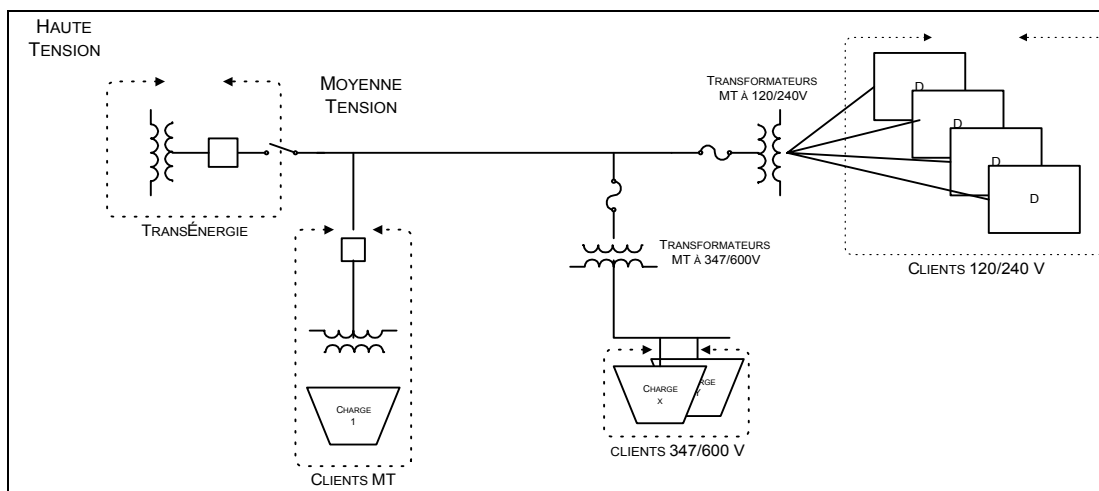 HAUTE
TENSION
MOYENNE
TENSION
TRANSFORMATEURS
MT À 120/240V
D
D
D
D
TRANSÉNERGIE
TRANSFORMATEURS
MT À 347/600V
CLIENTS 120/240 V
CHARGE
1
CHARGE
X
RGE
Y
CLIENTS MT
CLIENTS 347/600 V